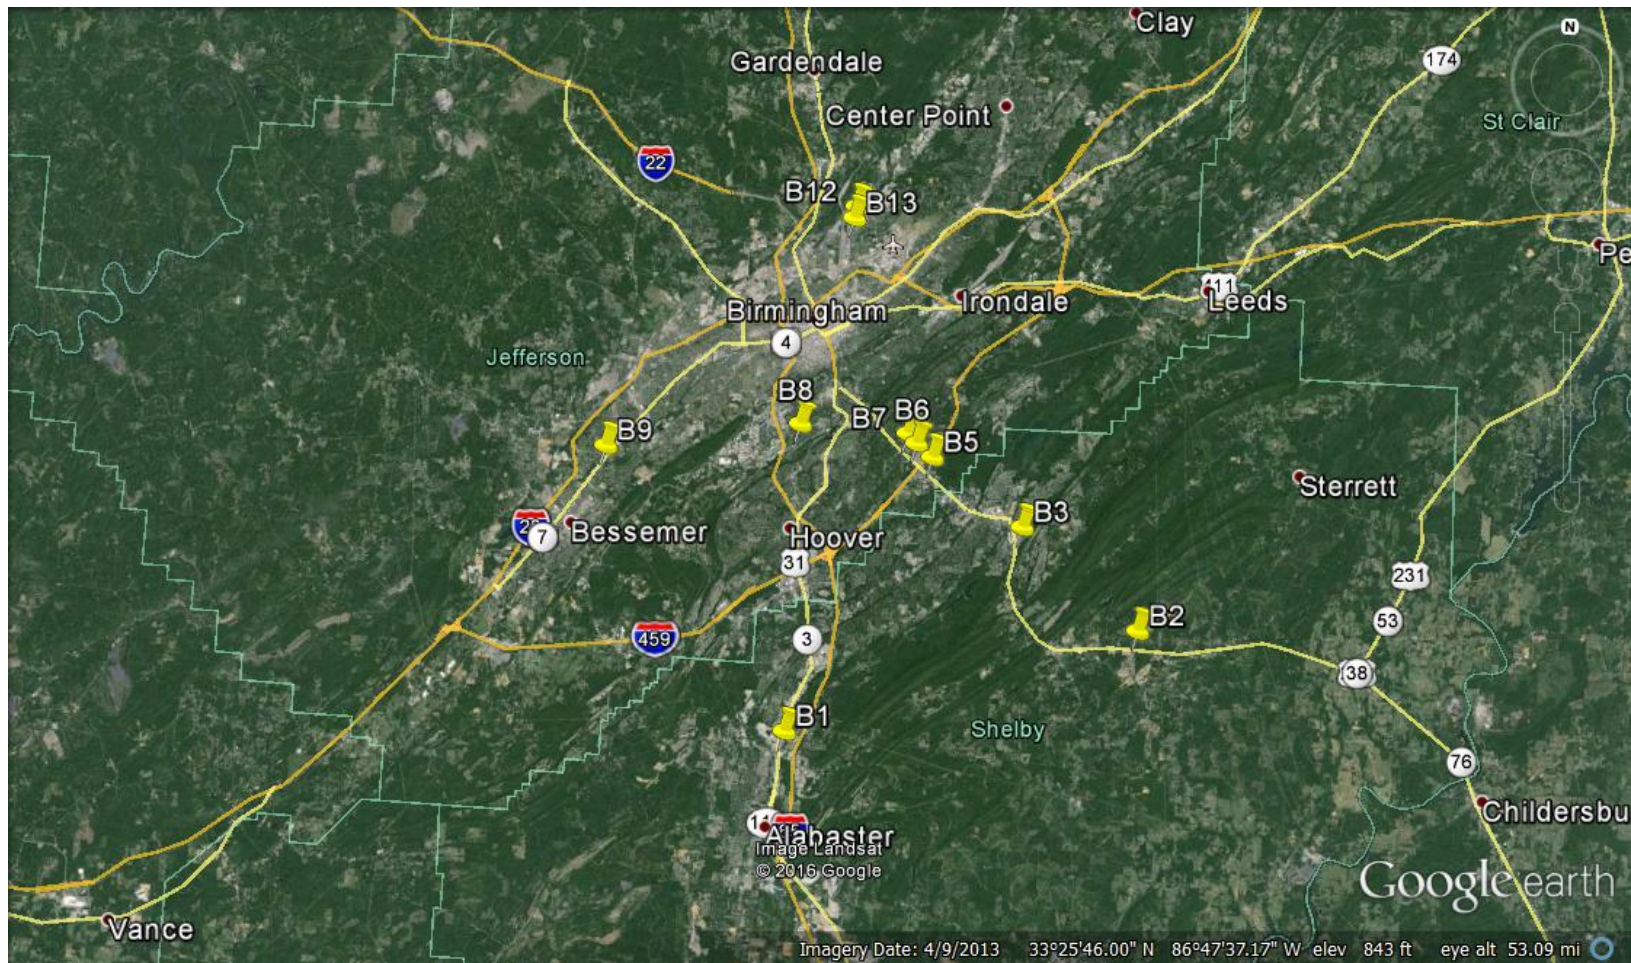 Clay
Gardendale
174
Center Point
St Clair
22
B12
B13
Pe
411
Leeds
Irondale
Birmingham
4
Jefferson
B8
B7
B6
B9
B5
Sterrett
B3
Bessemer
7
Hoover
31
231
B2
53
459
3
38
B1
Shelby
76
Childersbu
Alabaster
Image Landsat
© 2016 Google
Google earth
Vance
Imagery Date: 4/9/2013 33°25'46.00" N 86°47'37.17" W elev 843 ft eye alt 53.09 mi
N